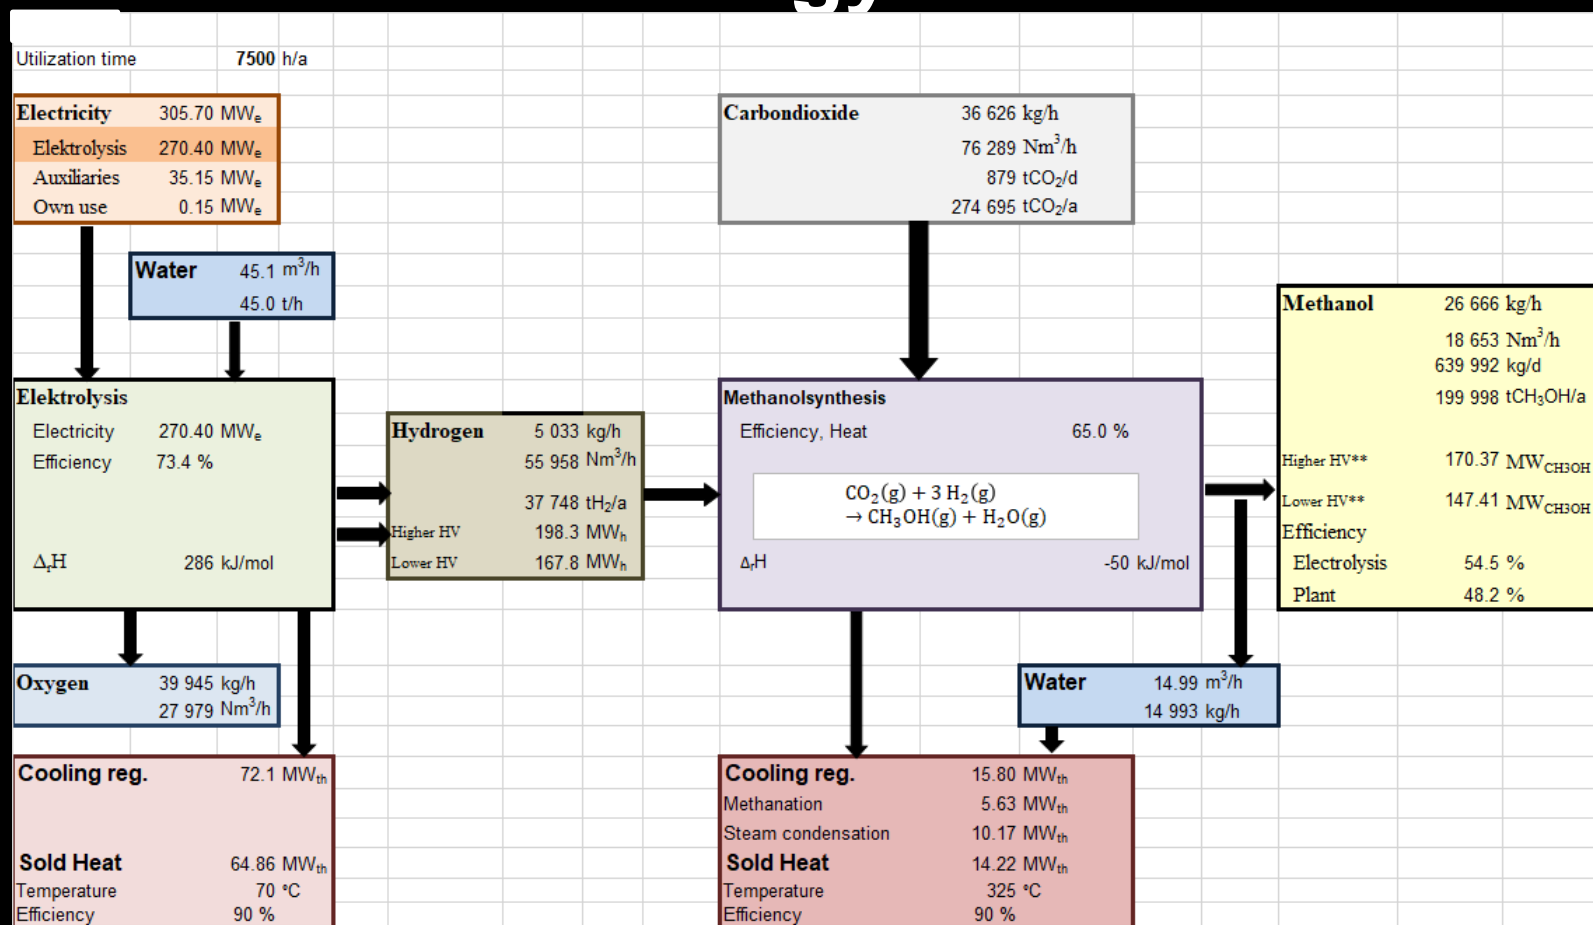 gy
Utilization time 7500 h/a
Electricity 305.70 MWe
Elektrolysis 270.40 MWe
Auxiliaries 35.15 MWe
Own use 0.15 MWe
Carbondioxide 36 626 kg/h
76 289 Nm³/h
879 tCO₂/d
274 695 tCO₂/a
Water 45.1 m³/h
45.0 t/h
Elektrolysis
Electricity 270.40 MWe
Efficiency 73.4 %
ΔrH 286 kJ/mol
Hydrogen 5 033 kg/h
55 958 Nm³/h
37 748 tH₂/a
Higher HV 198.3 MWh
Lower HV 167.8 MWh
Methanolsynthesis
Efficiency, Heat 65.0 %
CO₂(g) + 3 H₂(g)
→ CH₃OH(g) + H₂O(g)
ΔrH -50 kJ/mol
Methanol 26 666 kg/h
18 653 Nm³/h
639 992 kg/d
199 998 tCH₃OH/a
Higher HV** 170.37 MWCH3OH
Lower HV** 147.41 MWCH3OH
Efficiency
Electrolysis 54.5 %
Plant 48.2 %
Oxygen 39 945 kg/h
27 979 Nm³/h
Water 14.99 m³/h
14 993 kg/h
Cooling reg. 72.1 MWth
Sold Heat 64.86 MWth
Temperature 70 °C
Efficiency 90 %
Cooling reg. 15.80 MWth
Methanation 5.63 MWth
Steam condensation 10.17 MWth
Sold Heat 14.22 MWth
Temperature 325 °C
Efficiency 90 %